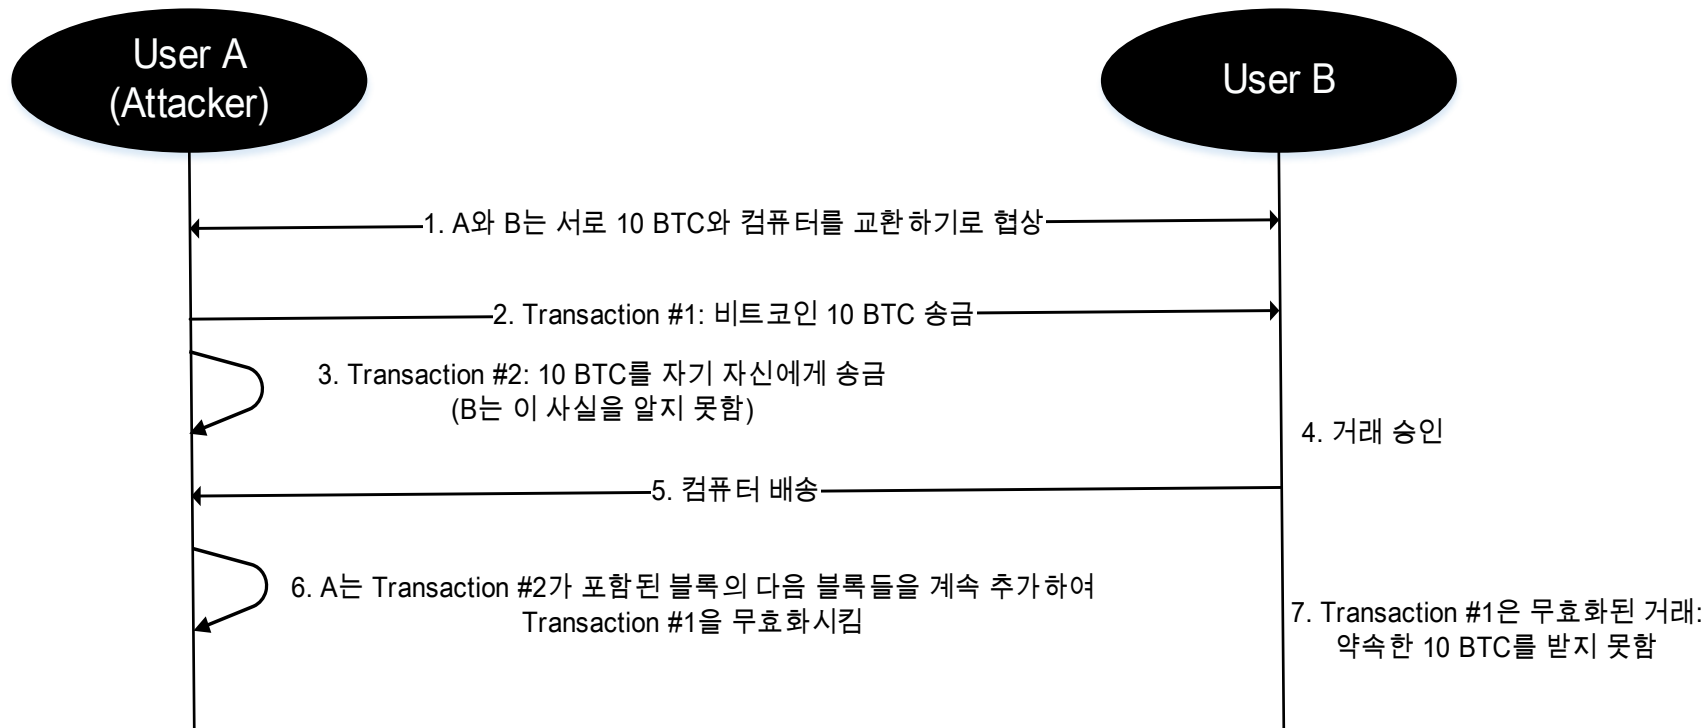 User A
(Attacker)
User B
1. A와 B는 서로 10 BTC와 컴퓨터를 교환하기로 협상
2. Transaction #1: 비트코인 10 BTC 송금
3. Transaction #2: 10 BTC를 자기 자신에게 송금
(B는 이 사실을 알지 못함)
4. 거래 승인
5. 컴퓨터 배송
6. A는 Transaction #2가 포함된 블록의 다음 블록들을 계속 추가하여
Transaction #1을 무효화시킴
7. Transaction #1은 무효화된 거래:
약속한 10 BTC를 받지 못함